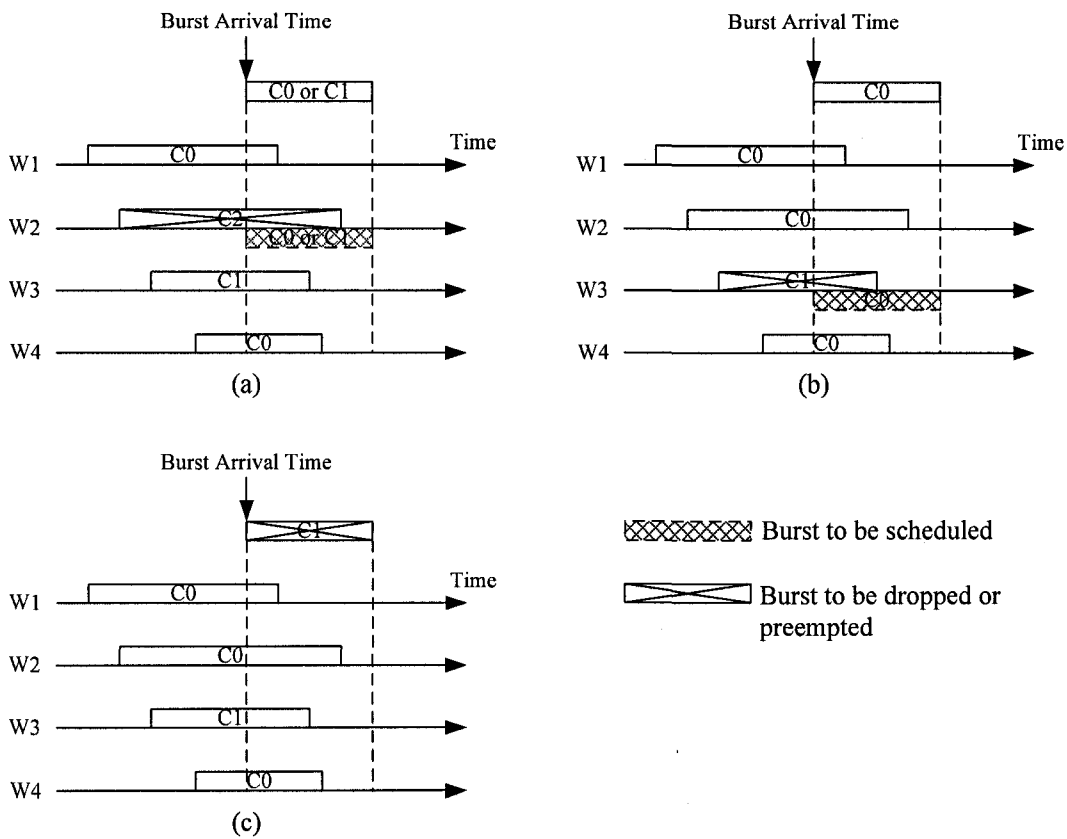 Burst Arrival Time
C0 or C1
Time
W1
C0
W2
C2
C0 or C1
W3
C1
W4
C0
(a)
Burst Arrival Time
C0
Time
W1
C0
W2
C0
W3
C1
C0
W4
C0
(b)
Burst Arrival Time
C1
Time
W1
C0
W2
C0
W3
C1
W4
C0
(c)
Burst to be scheduled
Burst to be dropped or
preempted